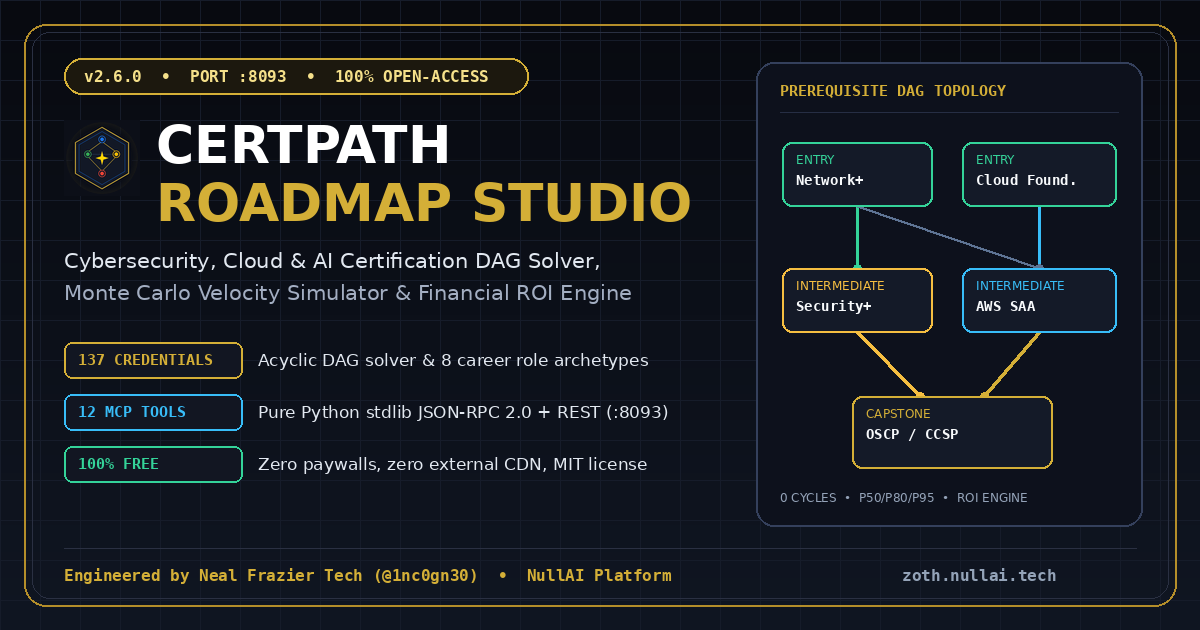 v2.6.0 • PORT :8093 • 100% OPEN-ACCESS
CERTPATH
ROADMAP STUDIO
Cybersecurity, Cloud & AI Certification DAG Solver,
Monte Carlo Velocity Simulator & Financial ROI Engine
137 CREDENTIALS Acyclic DAG solver & 8 career role archetypes
12 MCP TOOLS Pure Python stdlib JSON-RPC 2.0 + REST (:8093)
100% FREE Zero paywalls, zero external CDN, MIT license
PREREQUISITE DAG TOPOLOGY
ENTRY
Network+
ENTRY
Cloud Found.
INTERMEDIATE
Security+
INTERMEDIATE
AWS SAA
CAPSTONE
OSCP / CCSP
0 CYCLES • P50/P80/P95 • ROI ENGINE
Engineered by Neal Frazier Tech (@1nc0gn30) • NullAI Platform
zoth.nullai.tech